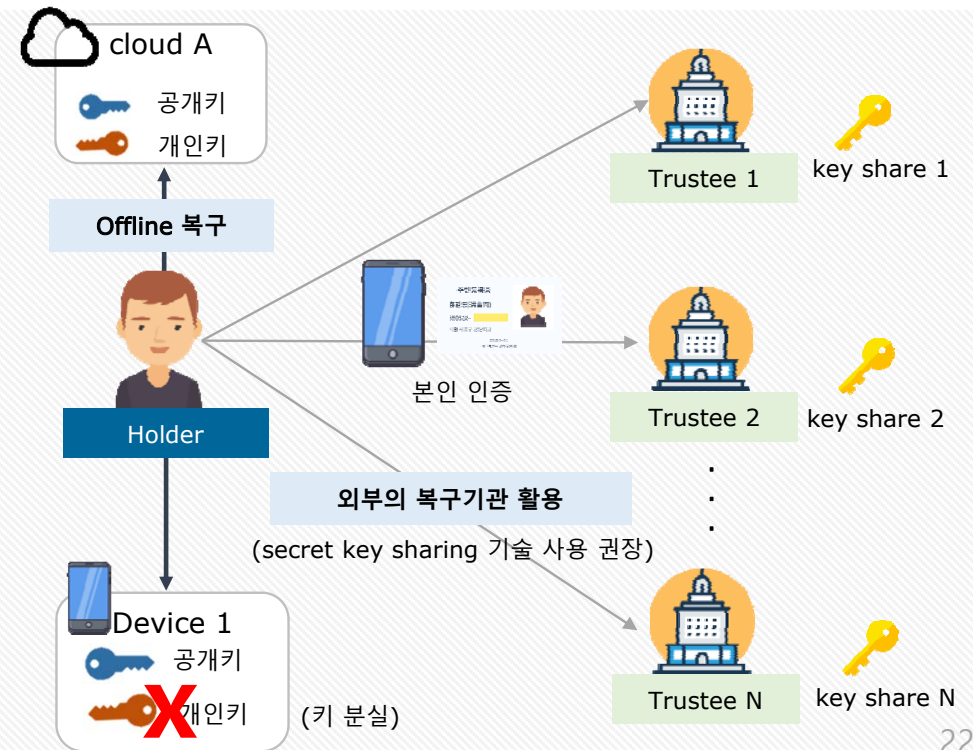 cloud A
공개키
개인키
Offline 복구
Holder
Device 1
공개키
개인키
X
(키 분실)
본인 인증
외부의 복구기관 활용
(secret key sharing 기술 사용 권장)
Trustee 1
key share 1
Trustee 2
key share 2
.
.
.
Trustee N
key share N
22